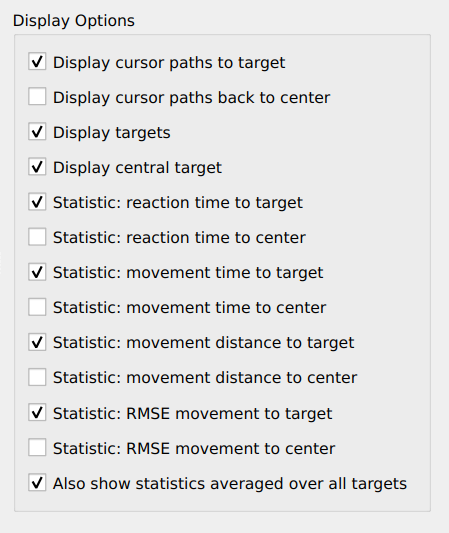 Display Options
Display cursor paths to target
Display cursor paths back to center
Display targets
Display central target
Statistic: reaction time to target
Statistic: reaction time to center
Statistic: movement time to target
Statistic: movement time to center
Statistic: movement distance to target
Statistic: movement distance to center
Statistic: RMSE movement to target
Statistic: RMSE movement to center
Also show statistics averaged over all targets